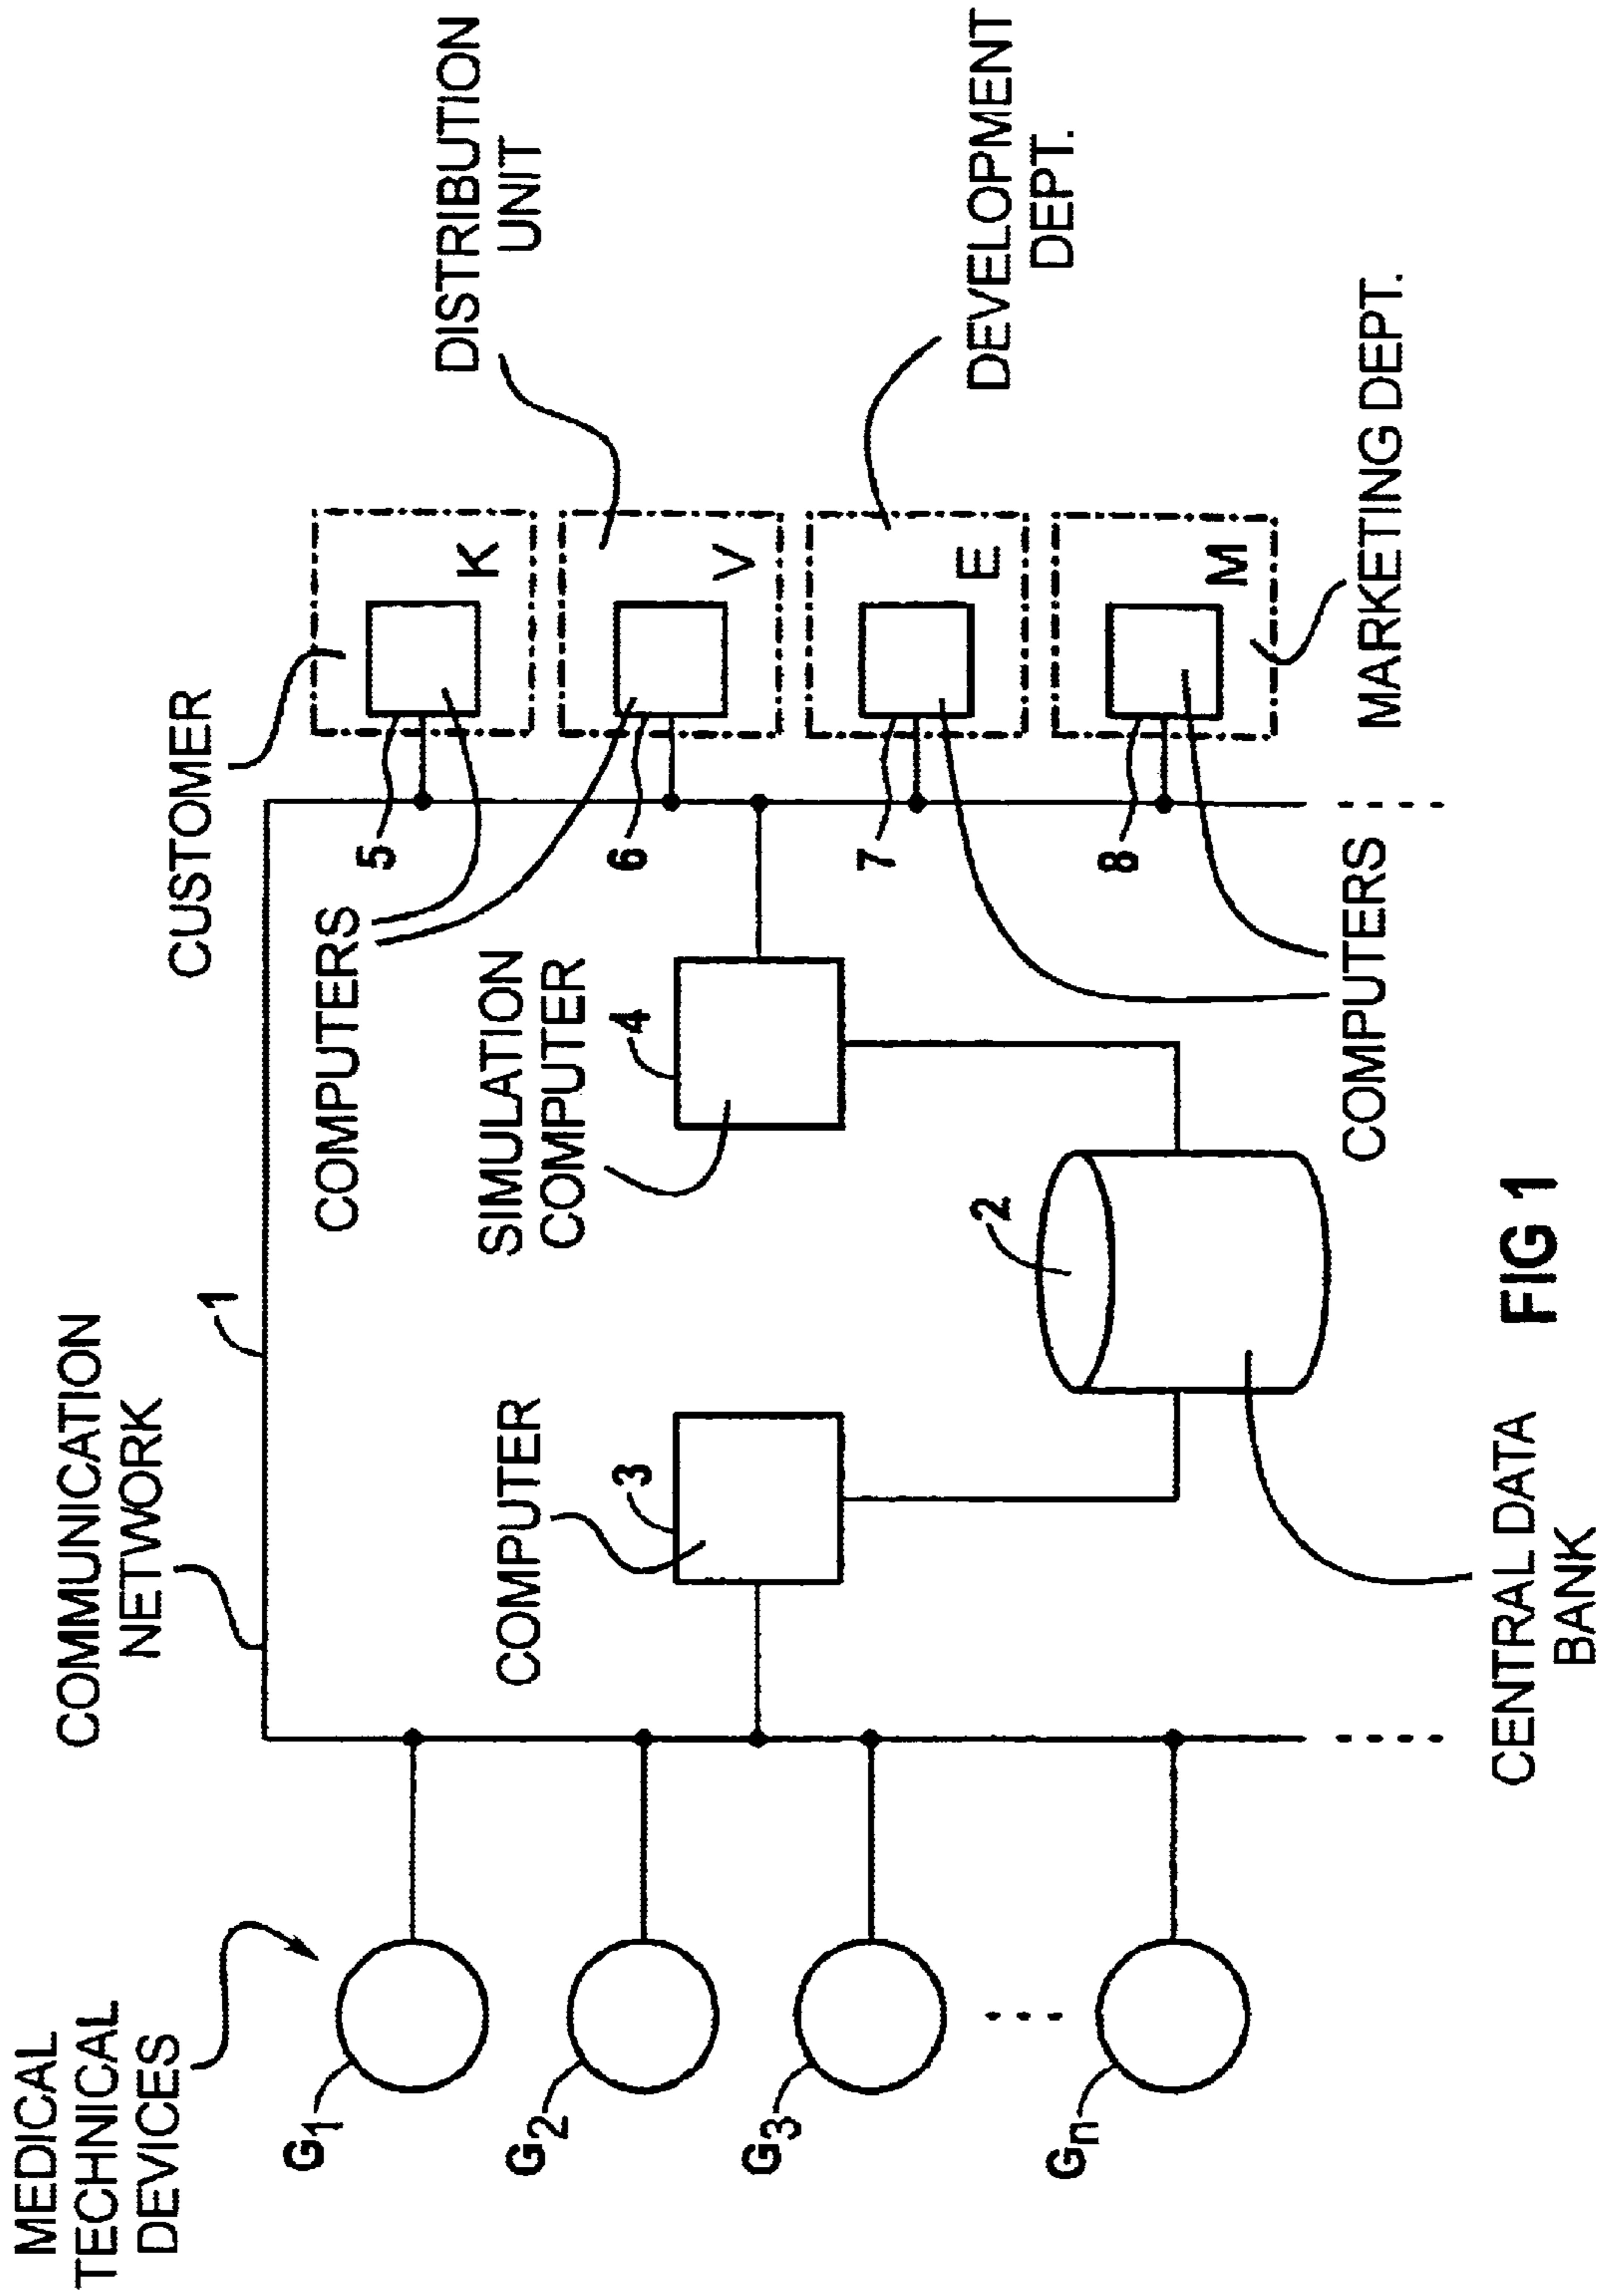 MEDICAL
TECHNICAL
DEVICES
G1
G2
G3
Gn
COMMUNICATION
NETWORK
1
COMPUTER
3
CENTRAL DATA
BANK
2
SIMULATION
COMPUTER
4
COMPUTERS
CUSTOMER
5
K
6
V
DISTRIBUTION
UNIT
7
E
DEVELOPMENT
DEPT.
8
M
MARKETING DEPT.
COMPUTERS
FIG 1